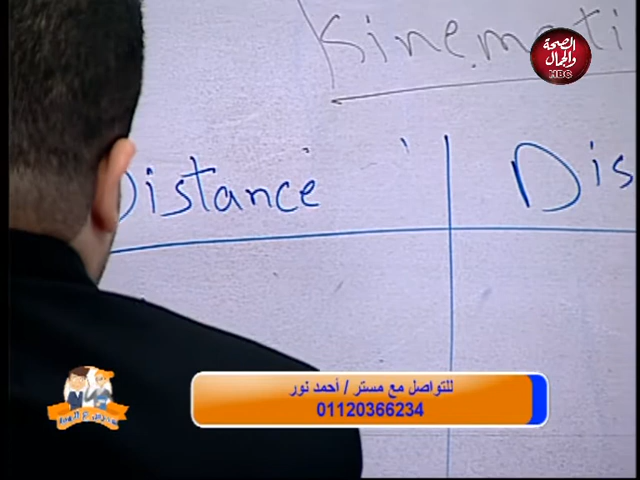 Kinemati
الصحة
والجمال
HBC
Distance
Dis
للتواصل مع مستر / أحمد نور
01120366234